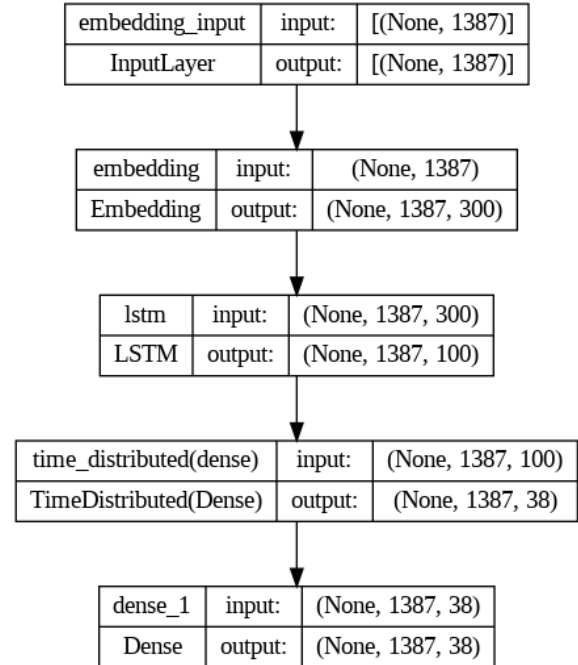 embedding_input input: [(None, 1387)]
InputLayer output: [(None, 1387)]
embedding input: (None, 1387)
Embedding output: (None, 1387, 300)
lstm input: (None, 1387, 300)
LSTM output: (None, 1387, 100)
time_distributed(dense) input: (None, 1387, 100)
TimeDistributed(Dense) output: (None, 1387, 38)
dense_1 input: (None, 1387, 38)
Dense output: (None, 1387, 38)